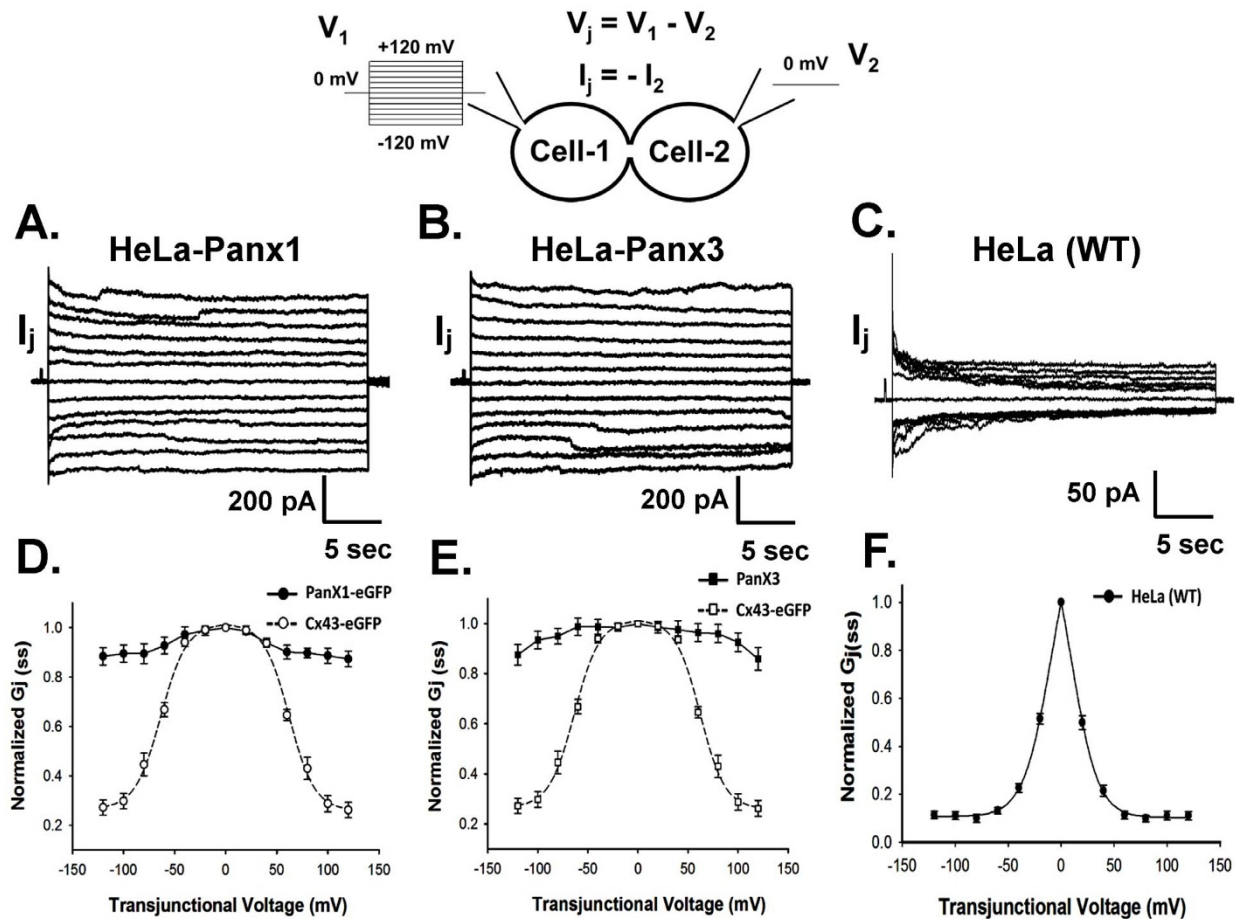 V1
+120 mV
0 mV
-120 mV
Vj = V1 - V2
Ij = - I2
0 mV
V2
Cell-1
Cell-2
A.
HeLa-Panx1
Ij
200 pA
5 sec
B.
HeLa-Panx3
200 pA
5 sec
C.
HeLa (WT)
Ij
50 pA
5 sec
D.
PanX1-eGFP
Cx43-eGFP
Normalized Gj (ss)
1.0
0.8
0.6
0.4
0.2
-150
-100
-50
0
50
100
150
Transjunctional Voltage (mV)
E.
PanX3
Cx43-eGFP
Normalized Gj (ss)
1.0
0.8
0.6
0.4
0.2
-150
-100
-50
0
50
100
150
Transjunctional Voltage (mV)
F.
HeLa (WT)
Normalized Gj(ss)
1.0
0.8
0.6
0.4
0.2
0.0
-150
-100
-50
0
50
100
150
Transjunctional Voltage (mV)